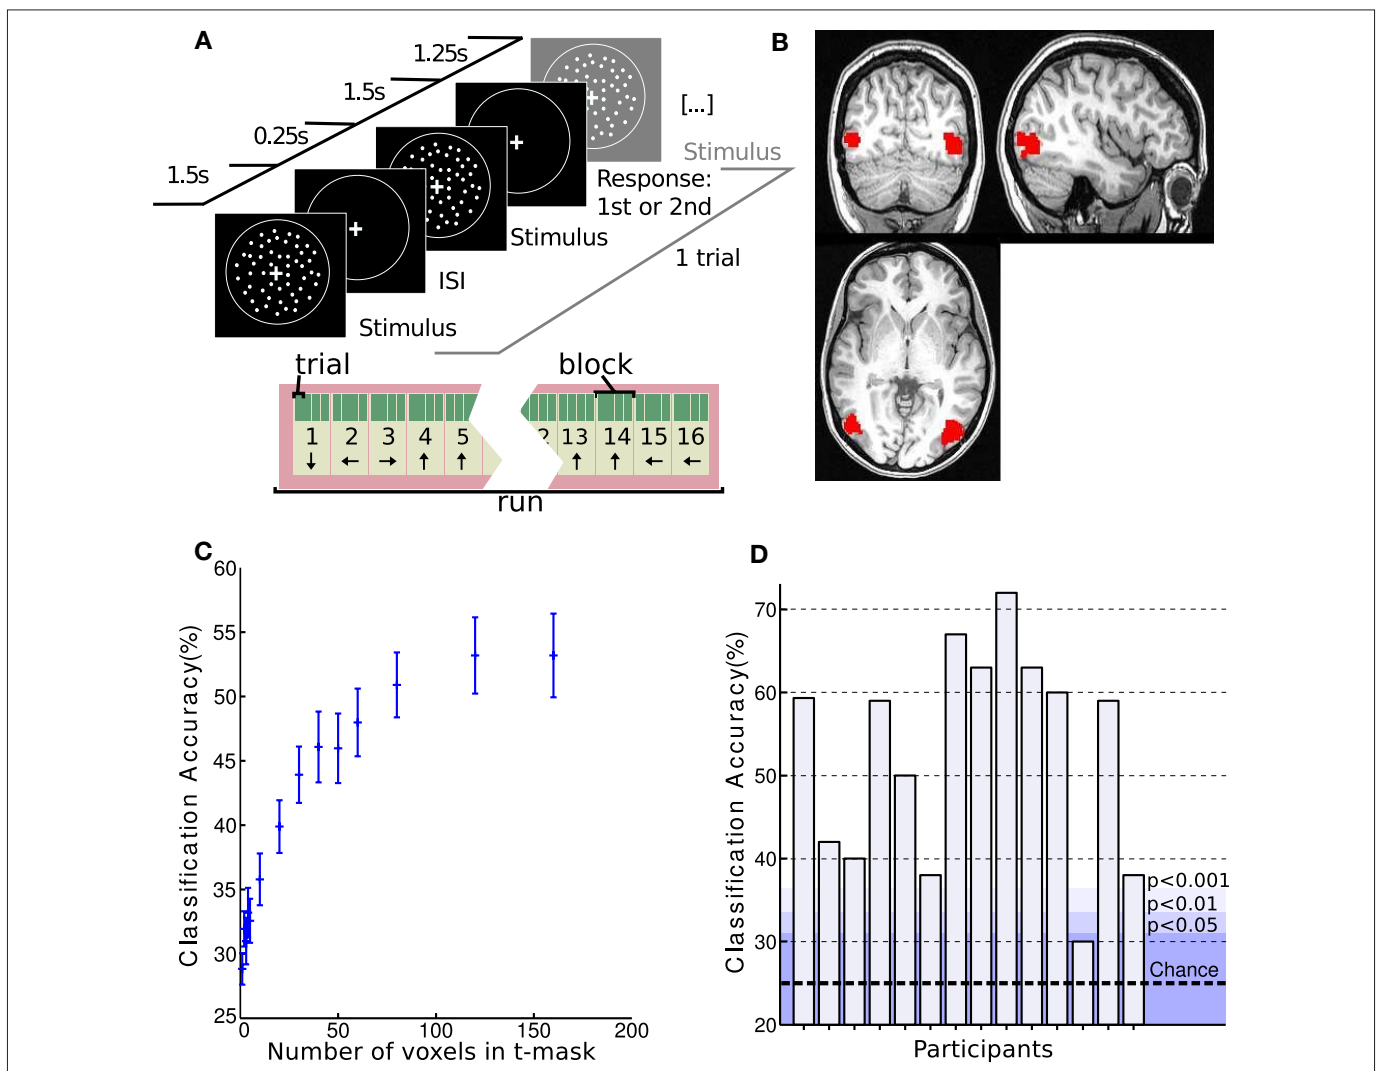 A
1.25s
1.5s
0.25s
1.5s
[...]
Stimulus
Response:
1st or 2nd
Stimulus
1 trial
ISI
Stimulus
trial
block
1 2 3 4 5 2 13 14 15 16
↓ ← → ↑ ↑ ↑ ↑ ← ←
run
B
C
Classification Accuracy(%)
60
55
50
45
40
35
30
25
0 50 100 150 200
Number of voxels in t-mask
D
Classification Accuracy(%)
70
60
50
40
30
20
p<0.001
p<0.01
p<0.05
Chance
Participants